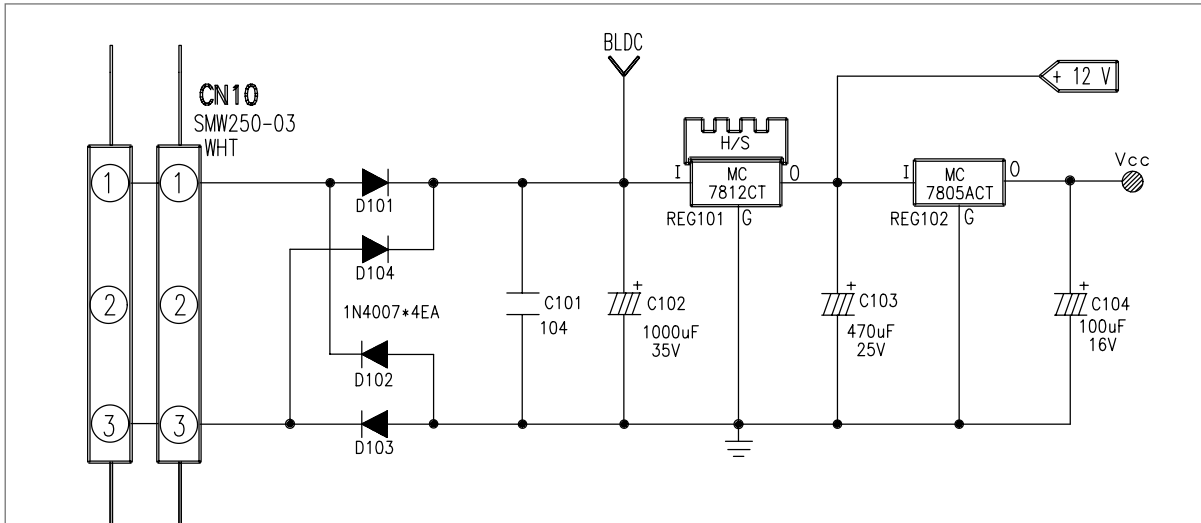 BLDC
CN10
SMW250-03
WHT
+ 12 V
H/S
1
1
I
MC
7812CT
O
I
MC
7805ACT
O
Vcc
D101
REG101
G
REG102
G
D104
2
2
1N4007*4EA
C101
104
+
C102
1000uF
35V
+
C103
470uF
25V
+
C104
100uF
16V
D102
3
3
D103